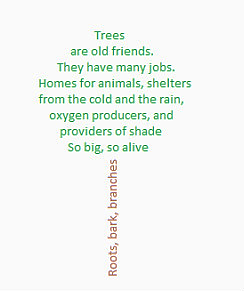 Trees
are old friends.
They have many jobs.
Homes for animals, shelters
from the cold and the rain,
oxygen producers, and
providers of shade
So big, so alive
Roots, bark, branches